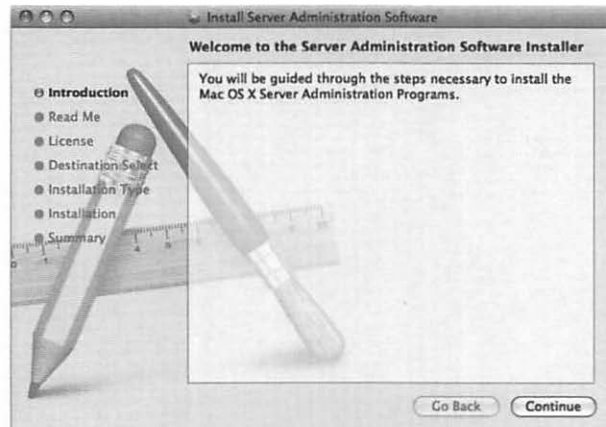 Install Server Administration Software
Welcome to the Server Administration Software Installer
You will be guided through the steps necessary to install the
Mac OS X Server Administration Programs.
Introduction
Read Me
License
Destination Select
Installation Type
Installation
Summary
Go Back
Continue